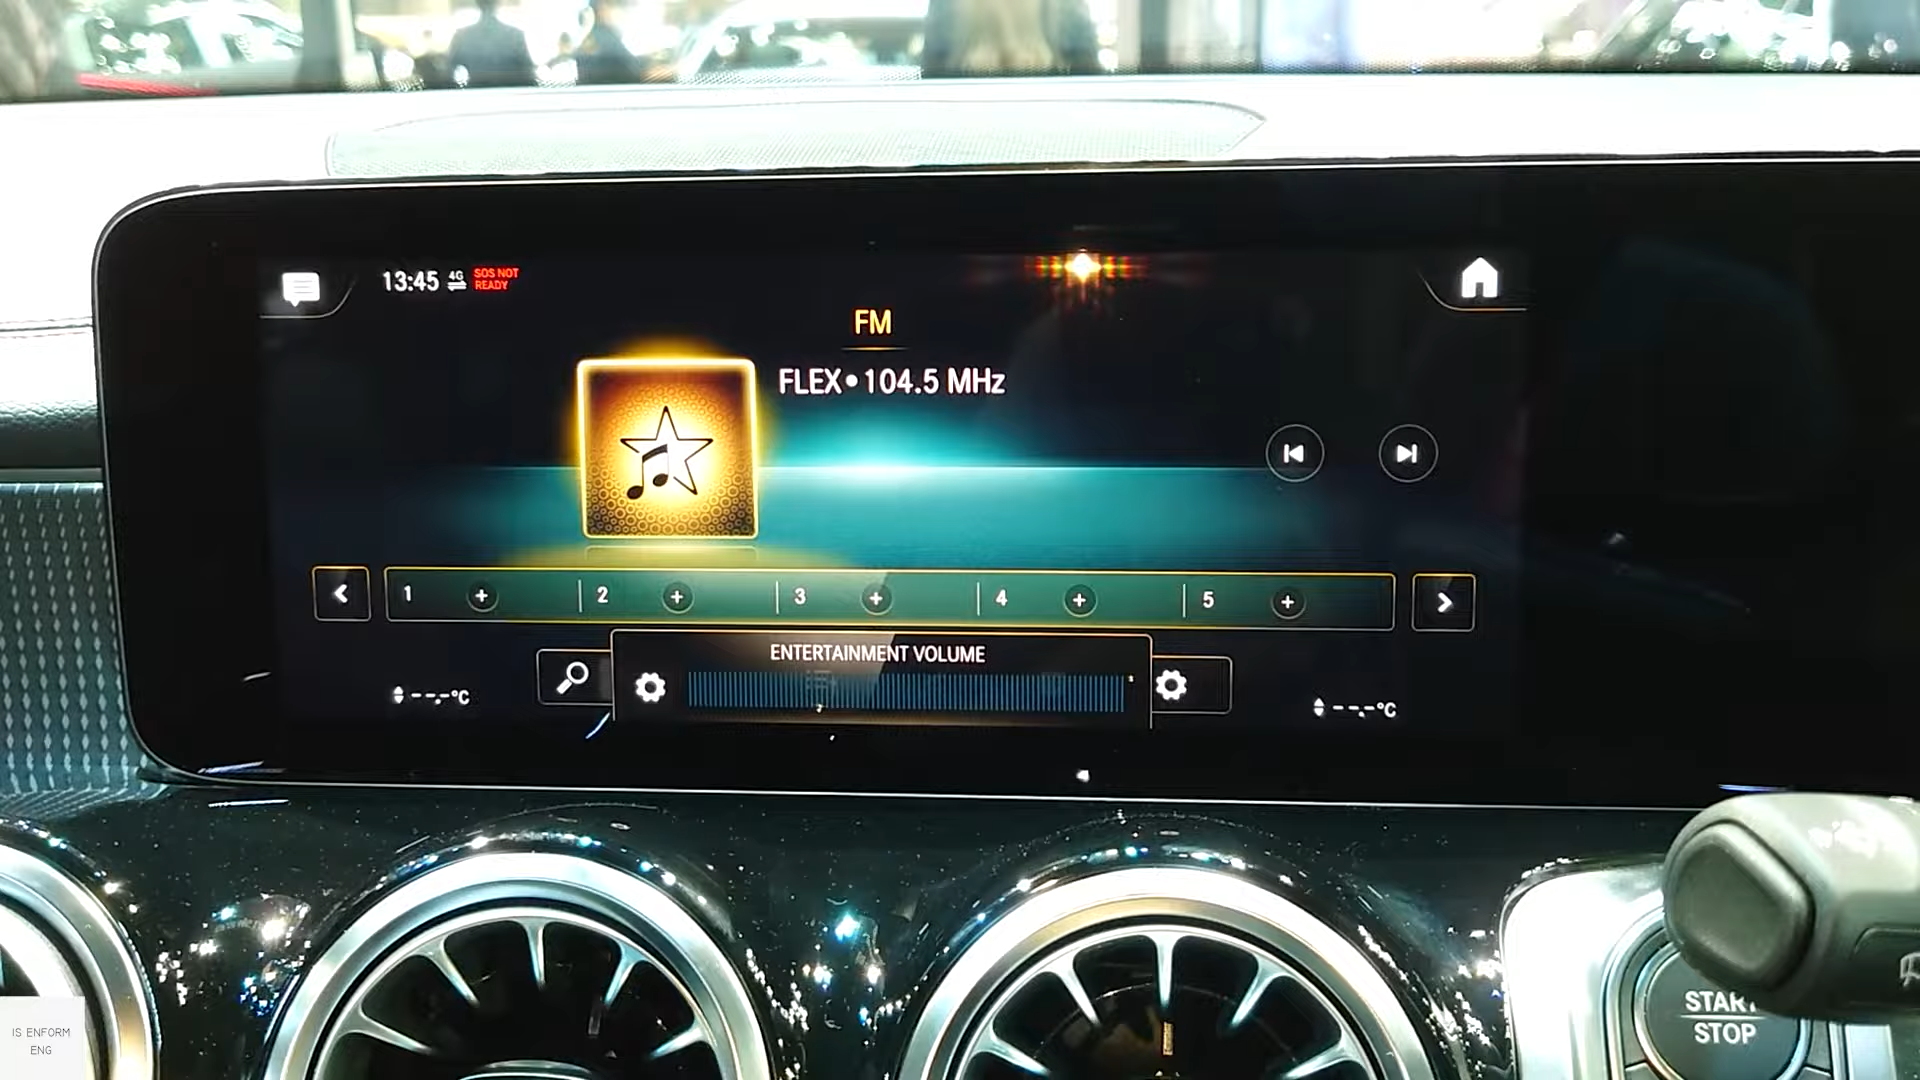 13:45 4G SOS NOT
READY
FM
FLEX • 104.5 MHz
1 + 2 + 3 + 4 + 5 +
ENTERTAINMENT VOLUME
--.-°C
--.-°C
START
STOP
IS ENFORM
ENG